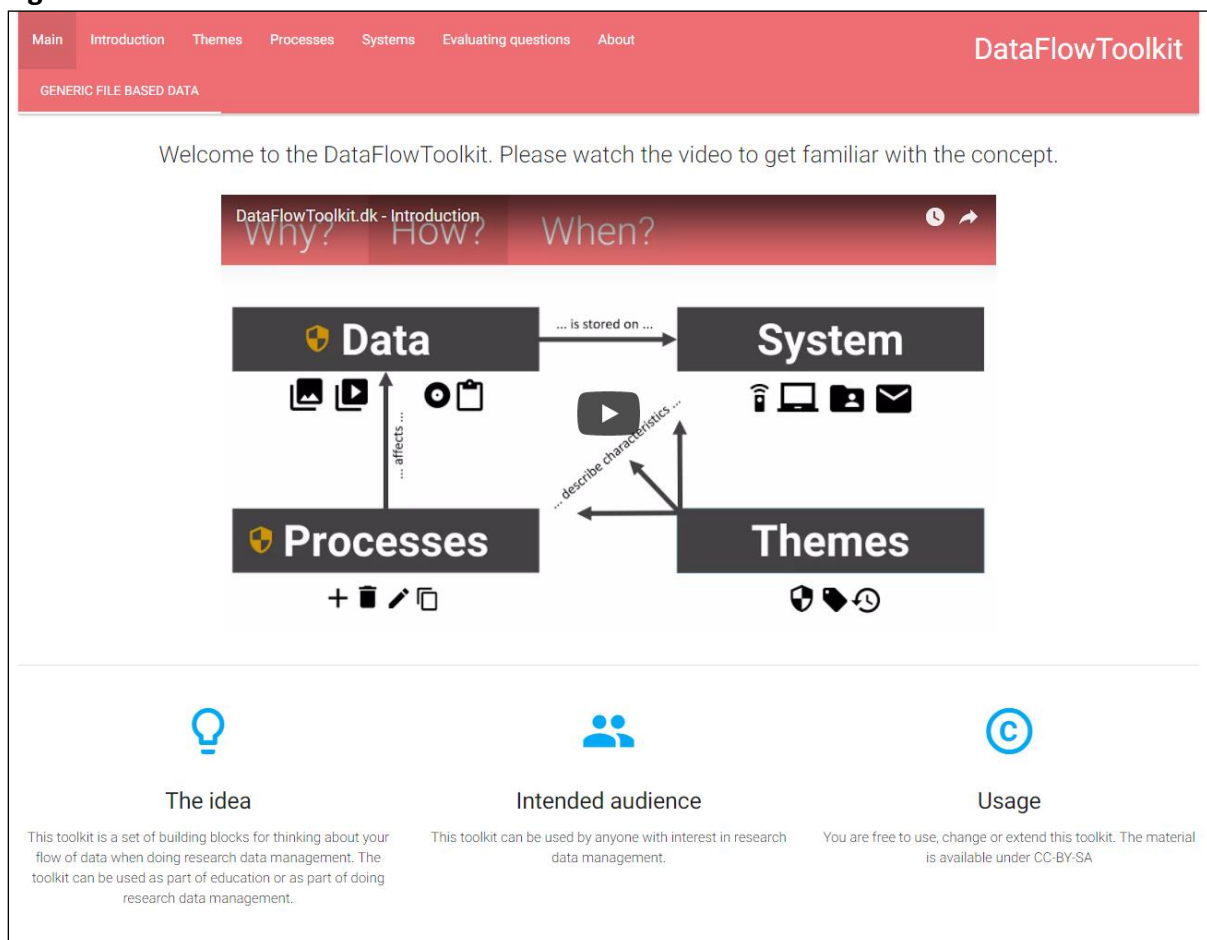 Main Introduction Themes Processes Systems Evaluating questions About
DataFlowToolkit
GENERIC FILE BASED DATA
Welcome to the DataFlowToolkit. Please watch the video to get familiar with the concept.
DataFlowToolkit.dk - Introduction
Why? How? When?
Data
... is stored on ...
System
... affects ...
... describe characteristics ...
Processes
Themes
The idea
This toolkit is a set of building blocks for thinking about your
flow of data when doing research data management. The
toolkit can be used as part of education or as part of doing
research data management.
Intended audience
This toolkit can be used by anyone with interest in research
data management.
Usage
You are free to use, change or extend this toolkit. The material
is available under CC-BY-SA